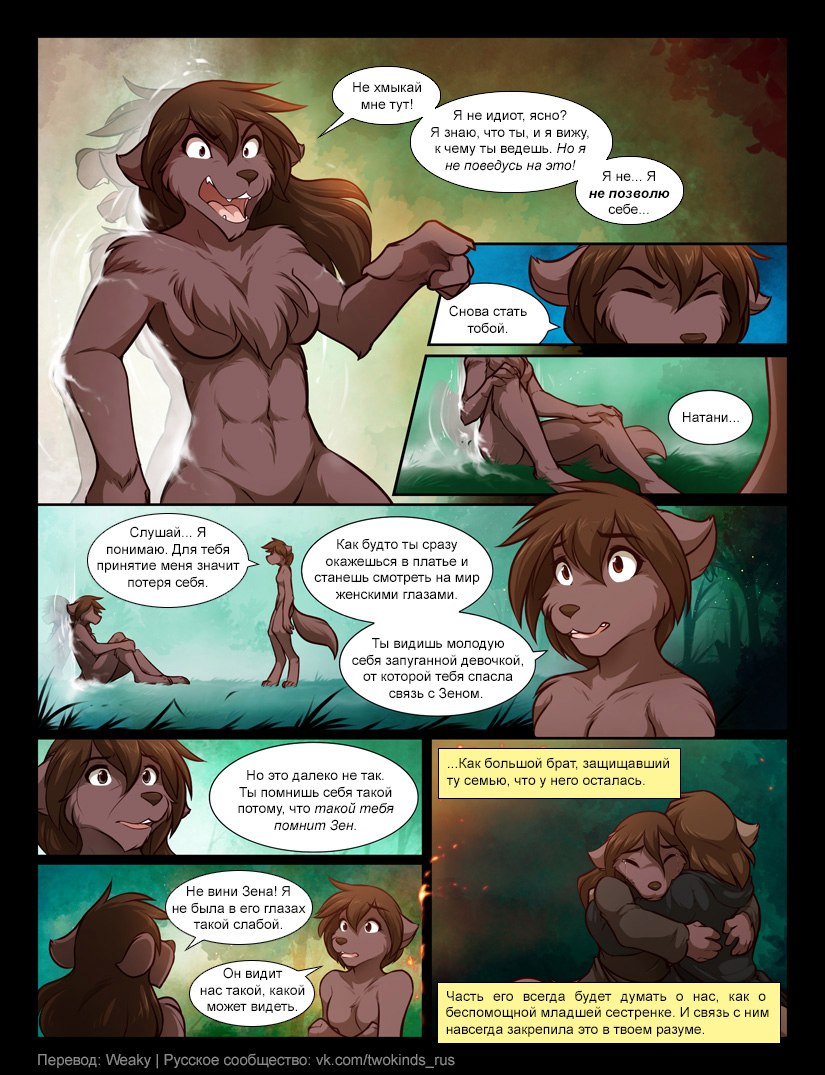 Не хмыкай
мне тут!
Я не идиот, ясно?
Я знаю, что ты, и я вижу,
к чему ты ведешь. Но я
не поведусь на это!
Я не... Я
не позволю
себе...
Снова стать
тобой.
Натани...
Слушай... Я
понимаю. Для тебя
принятие меня значит
потеря себя.
Как будто ты сразу
окажешься в платье и
станешь смотреть на мир
женскими глазами.
Ты видишь молодую
себя запуганной девочкой,
от которой тебя спасла
связь с Зеном.
Но это далеко не так.
Ты помнишь себя такой
потому, что такой тебя
помнит Зен.
...Как большой брат, защищавший
ту семью, что у него осталась.
Не вини Зена! Я
не была в его глазах
такой слабой.
Он видит
нас такой, какой
может видеть.
Часть его всегда будет думать о нас, как о
беспомощной младшей сестренке. И связь с ним
навсегда закрепила это в твоем разуме.
Перевод: Weaky | Русское сообщество: vk.com/twokinds_rus